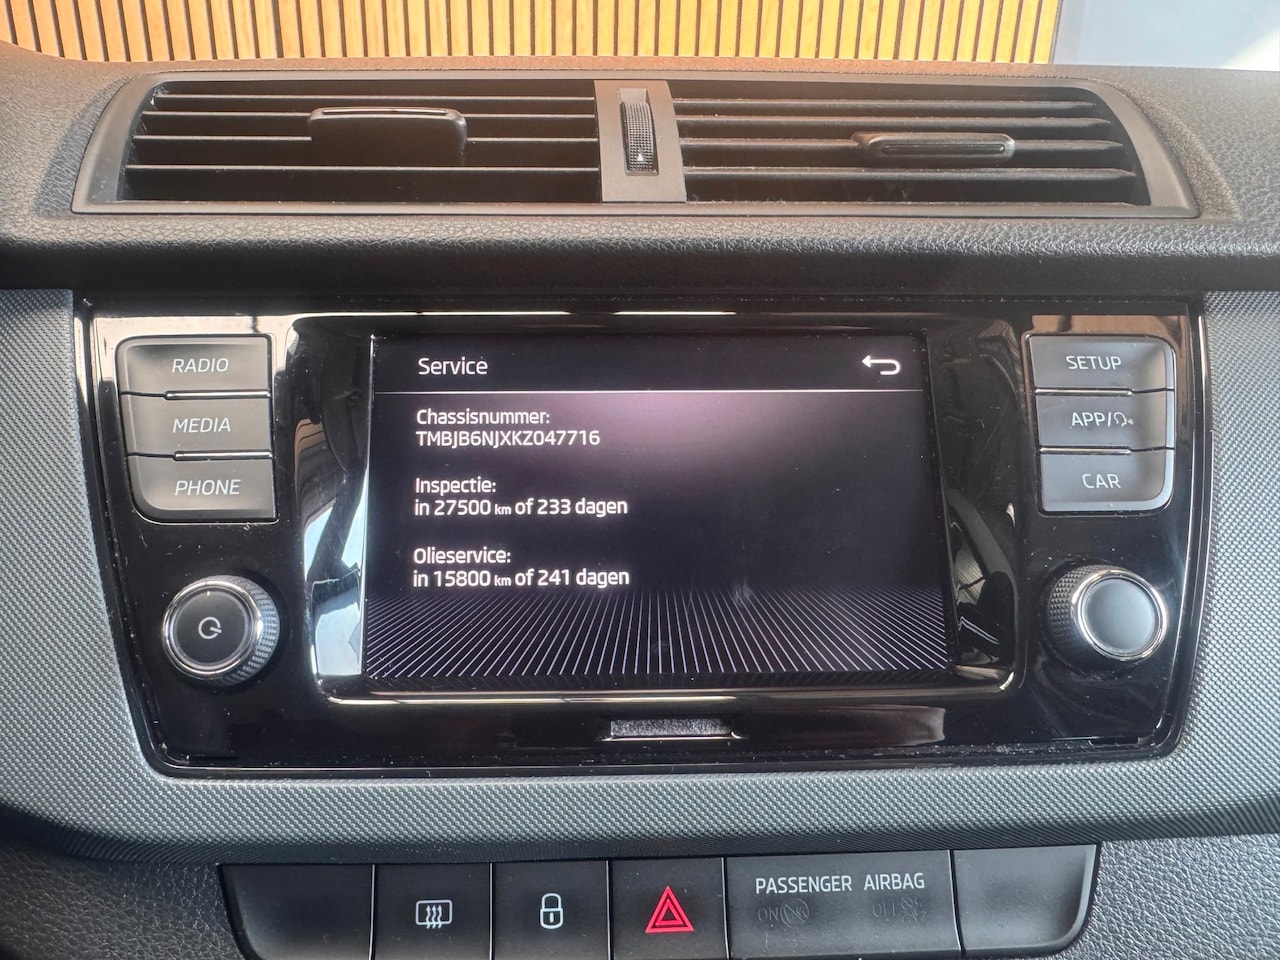 RADIO
MEDIA
PHONE
Service
Chassisnummer:
TMBJB6NJXKZ047716
Inspectie:
in 27500 km of 233 dagen
Olieservice:
in 15800 km of 241 dagen
SETUP
APP/
CAR
PASSENGER AIRBAG
ON OFF